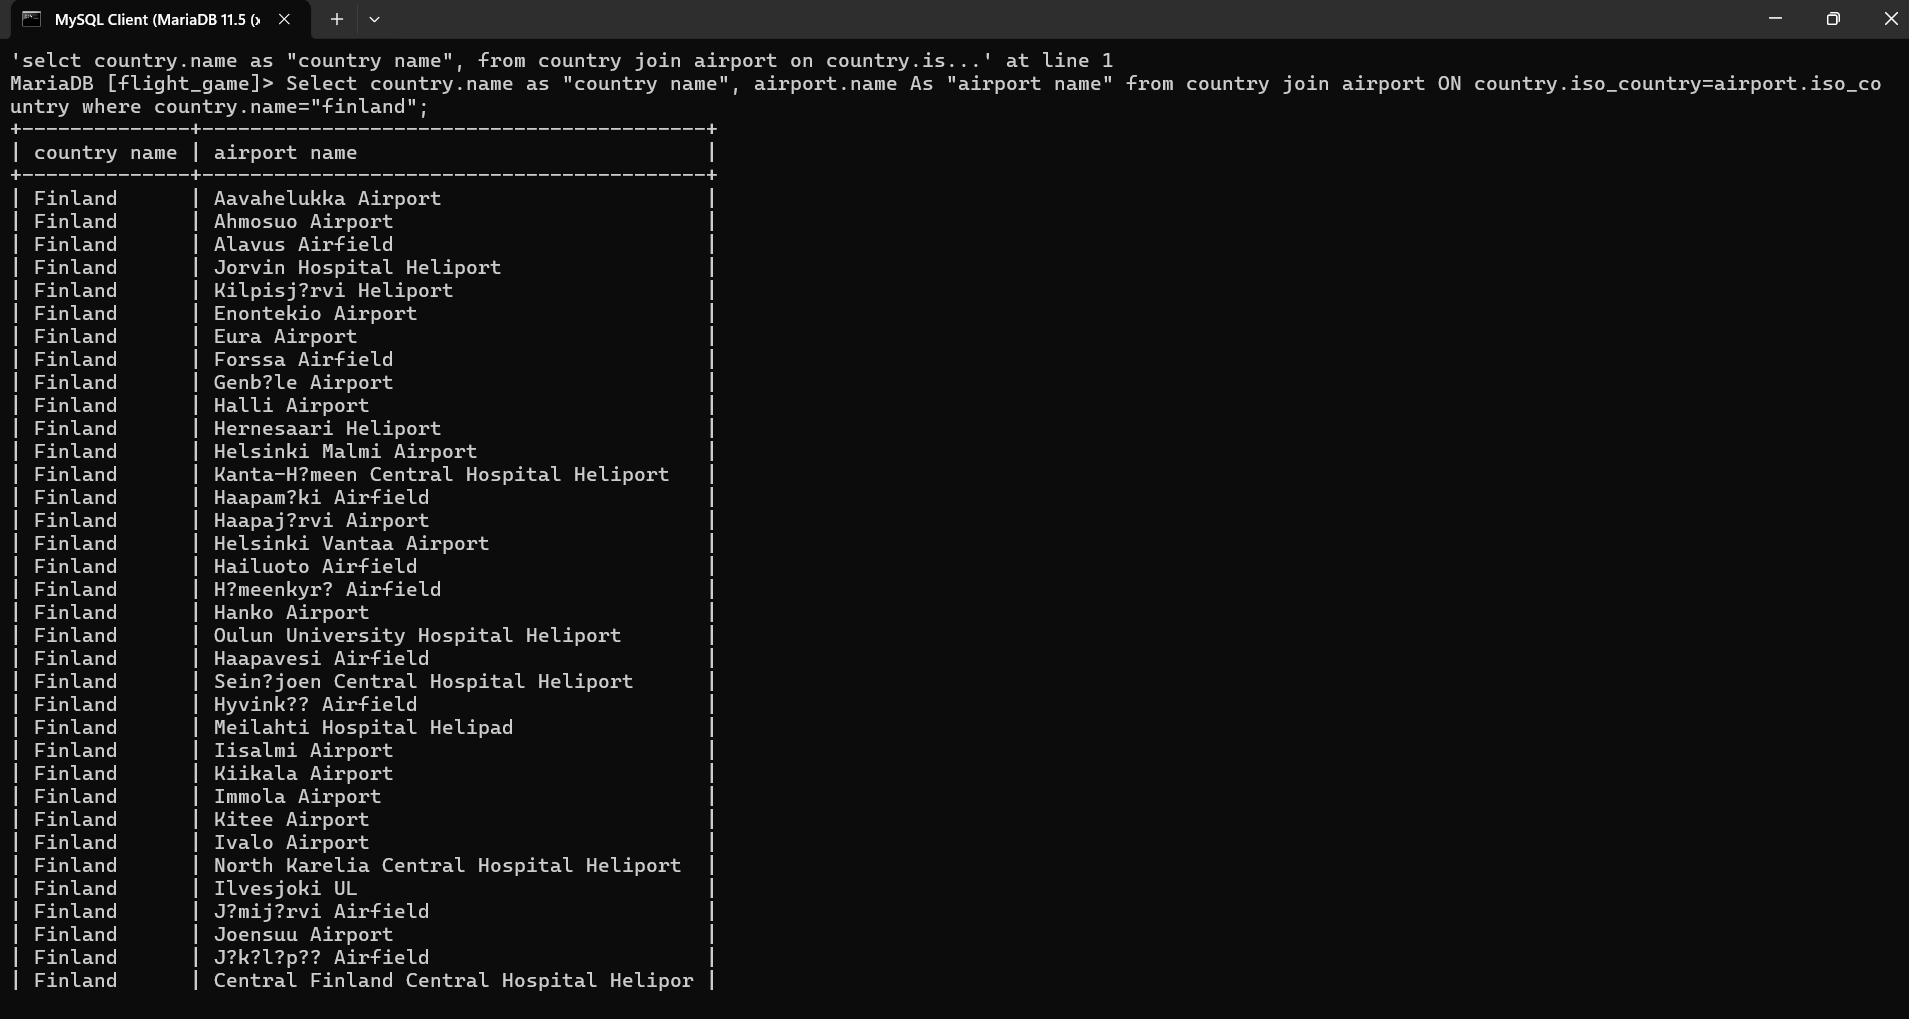 MySQL Client (MariaDB 11.5 (x
'selct country.name as "country name", from country join airport on country.is...' at line 1
MariaDB [flight_game]> Select country.name as "country name", airport.name As "airport name" from country join airport ON country.iso_country=airport.iso_co
untry where country.name="finland";
+--------------+------------------------------------------+
| country name | airport name                             |
+--------------+------------------------------------------+
| Finland      | Aavahelukka Airport                      |
| Finland      | Ahmosuo Airport                          |
| Finland      | Alavus Airfield                          |
| Finland      | Jorvin Hospital Heliport                 |
| Finland      | Kilpisj?rvi Heliport                     |
| Finland      | Enontekio Airport                        |
| Finland      | Eura Airport                             |
| Finland      | Forssa Airfield                          |
| Finland      | Genb?le Airport                          |
| Finland      | Halli Airport                            |
| Finland      | Hernesaari Heliport                      |
| Finland      | Helsinki Malmi Airport                   |
| Finland      | Kanta-H?meen Central Hospital Heliport   |
| Finland      | Haapam?ki Airfield                       |
| Finland      | Haapaj?rvi Airport                       |
| Finland      | Helsinki Vantaa Airport                  |
| Finland      | Hailuoto Airfield                        |
| Finland      | H?meenkyr? Airfield                      |
| Finland      | Hanko Airport                            |
| Finland      | Oulun University Hospital Heliport       |
| Finland      | Haapavesi Airfield                       |
| Finland      | Sein?joen Central Hospital Heliport      |
| Finland      | Hyvink?? Airfield                        |
| Finland      | Meilahti Hospital Helipad                |
| Finland      | Iisalmi Airport                          |
| Finland      | Kiikala Airport                          |
| Finland      | Immola Airport                           |
| Finland      | Kitee Airport                            |
| Finland      | Ivalo Airport                            |
| Finland      | North Karelia Central Hospital Heliport  |
| Finland      | Ilvesjoki UL                             |
| Finland      | J?mij?rvi Airfield                       |
| Finland      | Joensuu Airport                          |
| Finland      | J?k?l?p?? Airfield                       |
| Finland      | Central Finland Central Hospital Helipor |